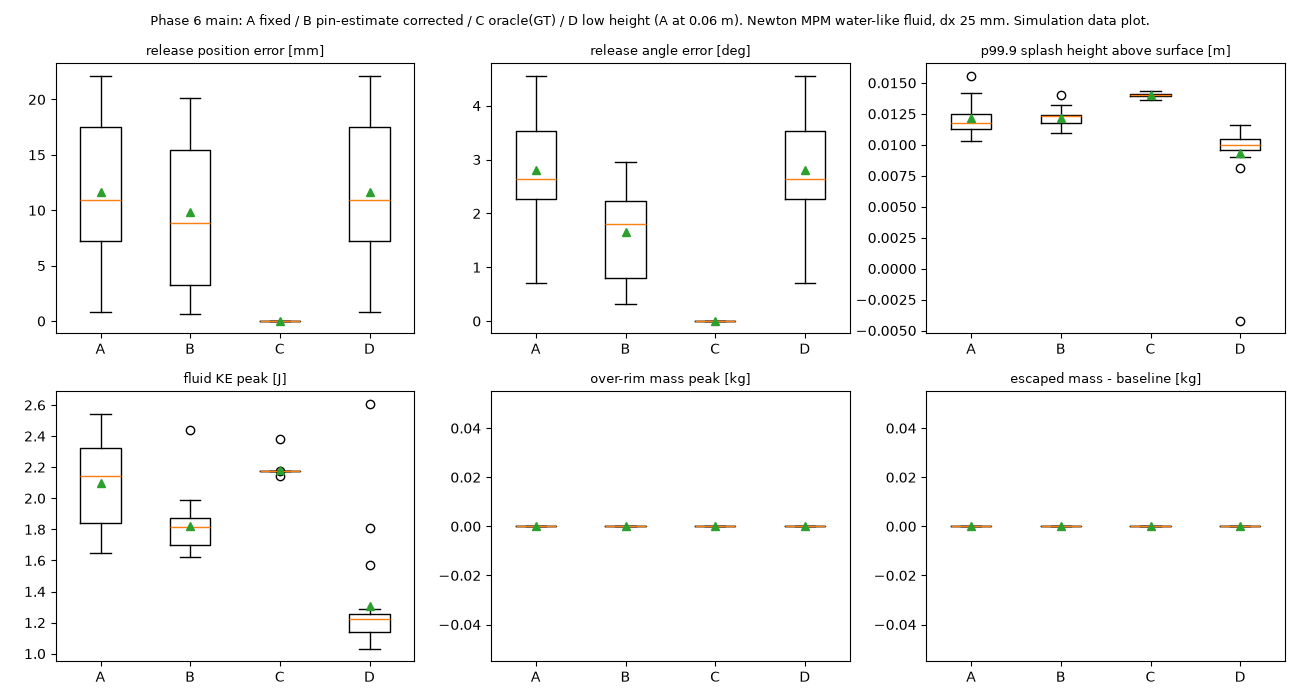 Phase 6 main: A fixed / B pin-estimate corrected / C oracle(GT) / D low height (A at 0.06 m). Newton MPM water-like fluid, dx 25 mm. Simulation data plot.
release position error [mm]
20
15
10
5
0
A B C D
release angle error [deg]
4
3
2
1
0
A B C D
p99.9 splash height above surface [m]
0.0150
0.0125
0.0100
0.0075
0.0050
0.0025
0.0000
−0.0025
−0.0050
A B C D
fluid KE peak [J]
2.6
2.4
2.2
2.0
1.8
1.6
1.4
1.2
1.0
A B C D
over-rim mass peak [kg]
0.04
0.02
0.00
−0.02
−0.04
A B C D
escaped mass - baseline [kg]
0.04
0.02
0.00
−0.02
−0.04
A B C D